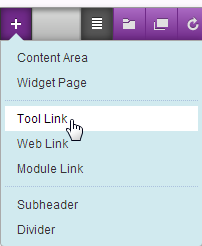 Content Area
Widget Page
Tool Link
Web Link
Module Link
Subheader
Divider